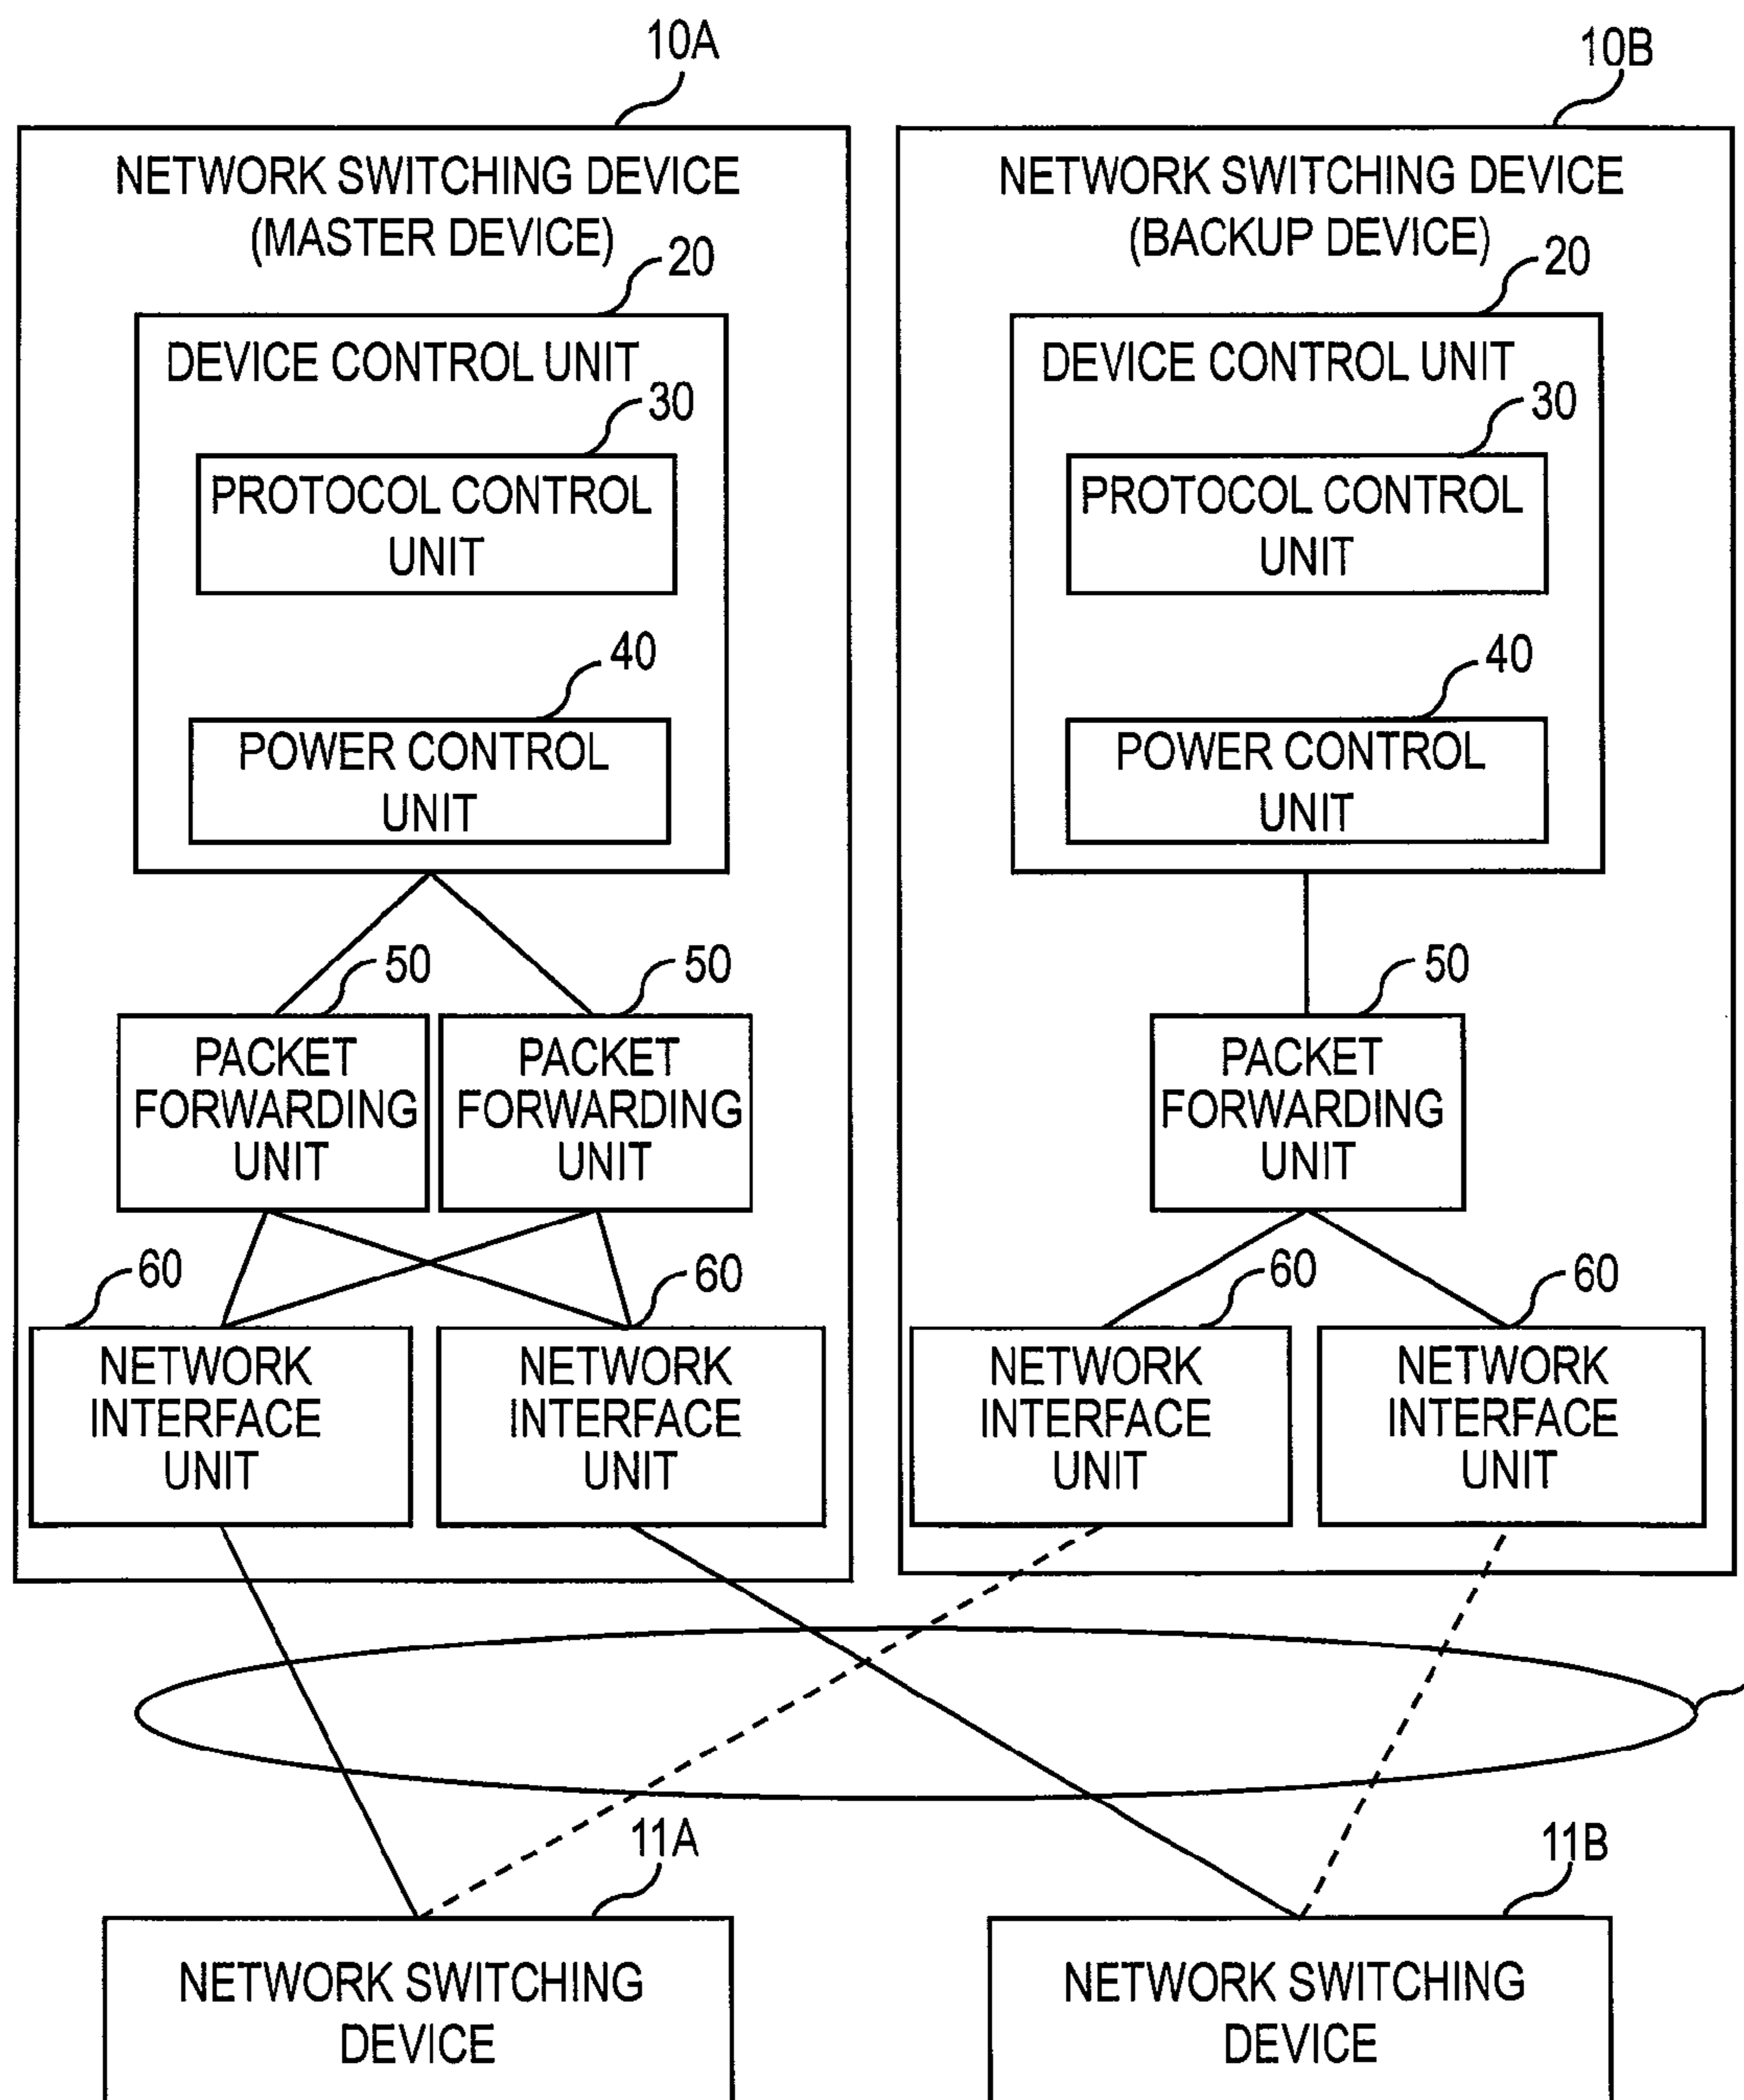 10A
10B
NETWORK SWITCHING DEVICE
(MASTER DEVICE)
20
DEVICE CONTROL UNIT
30
PROTOCOL CONTROL
UNIT
40
POWER CONTROL
UNIT
50
50
PACKET
FORWARDING
UNIT
PACKET
FORWARDING
UNIT
60
60
NETWORK
INTERFACE
UNIT
NETWORK
INTERFACE
UNIT
NETWORK SWITCHING DEVICE
(BACKUP DEVICE)
20
DEVICE CONTROL UNIT
30
PROTOCOL CONTROL
UNIT
40
POWER CONTROL
UNIT
50
PACKET
FORWARDING
UNIT
60
60
NETWORK
INTERFACE
UNIT
NETWORK
INTERFACE
UNIT
11A
NETWORK SWITCHING
DEVICE
11B
NETWORK SWITCHING
DEVICE